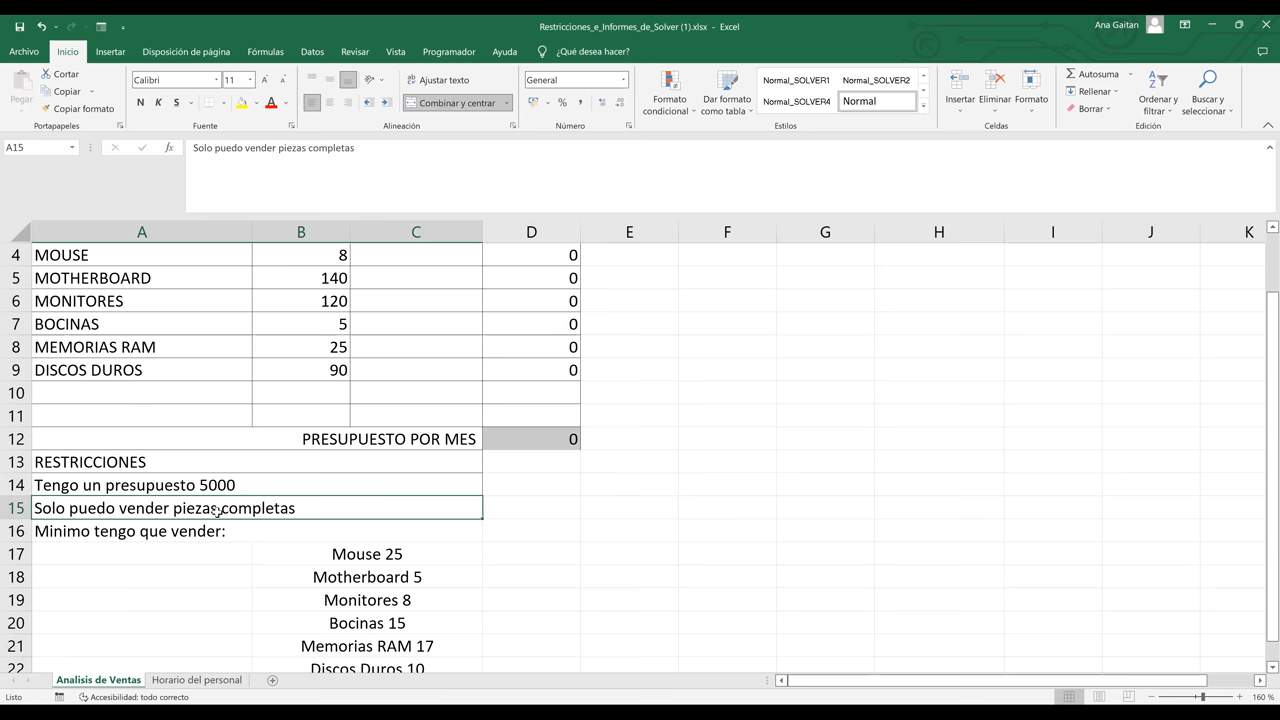 Restricciones_e_Informes_de_Solver (1).xlsx - Excel
Ana Gaitan
Archivo Inicio Insertar Disposición de página Fórmulas Datos Revisar Vista Programador Ayuda ¿Qué desea hacer?
Pegar
Cortar
Copiar
Copiar formato
Portapapeles
Calibri 11
N K S
Fuente
Ajustar texto
Combinar y centrar
Alineación
General
% 
Número
Formato condicional
Dar formato como tabla
Normal_SOLVER1 Normal_SOLVER2
Normal_SOLVER4 Normal
Estilos
Insertar Eliminar Formato
Celdas
Autosuma
Rellenar
Borrar
Ordenar y filtrar
Buscar y seleccionar
Edición
A15 fx Solo puedo vender piezas completas
A B C D E F G H I J K
4 MOUSE 8 0
5 MOTHERBOARD 140 0
6 MONITORES 120 0
7 BOCINAS 5 0
8 MEMORIAS RAM 25 0
9 DISCOS DUROS 90 0
10
11
12 PRESUPUESTO POR MES 0
13 RESTRICCIONES
14 Tengo un presupuesto 5000
15 Solo puedo vender piezas completas
16 Minimo tengo que vender:
17 Mouse 25
18 Motherboard 5
19 Monitores 8
20 Bocinas 15
21 Memorias RAM 17
22 Discos Duros 10
Analisis de Ventas Horario del personal
Listo Accesibilidad: todo correcto 160 %